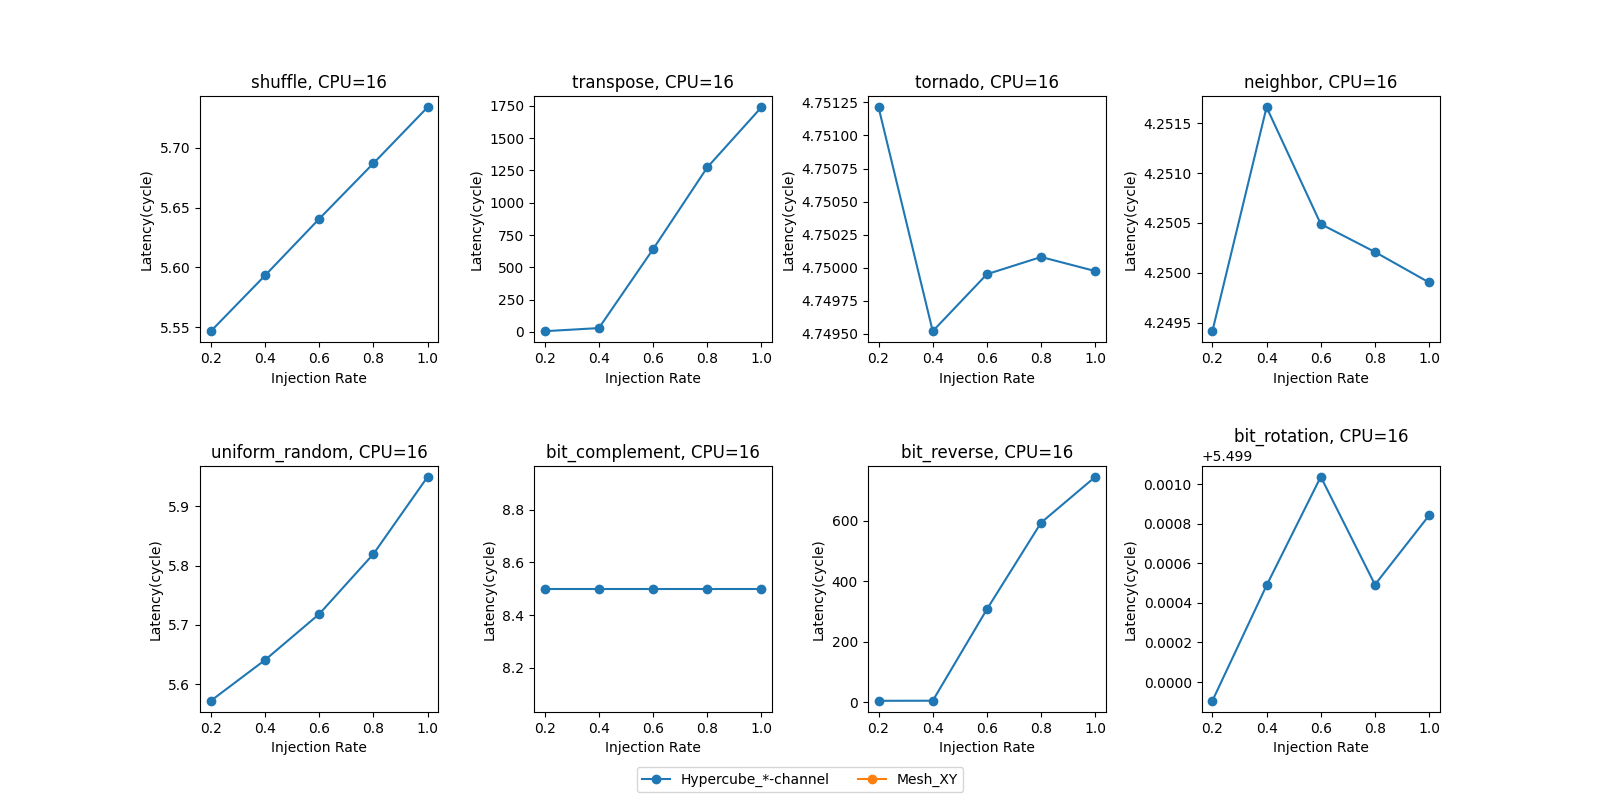 shuffle, CPU=16
Latency(cycle)
5.70
5.65
5.60
5.55
0.2 0.4 0.6 0.8 1.0
Injection Rate
transpose, CPU=16
Latency(cycle)
1750
1500
1250
1000
750
500
250
0
0.2 0.4 0.6 0.8 1.0
Injection Rate
tornado, CPU=16
Latency(cycle)
4.75125
4.75100
4.75075
4.75050
4.75025
4.75000
4.74975
4.74950
0.2 0.4 0.6 0.8 1.0
Injection Rate
neighbor, CPU=16
Latency(cycle)
4.2515
4.2510
4.2505
4.2500
4.2495
0.2 0.4 0.6 0.8 1.0
Injection Rate
uniform_random, CPU=16
Latency(cycle)
5.9
5.8
5.7
5.6
0.2 0.4 0.6 0.8 1.0
Injection Rate
bit_complement, CPU=16
Latency(cycle)
8.8
8.6
8.4
8.2
0.2 0.4 0.6 0.8 1.0
Injection Rate
bit_reverse, CPU=16
Latency(cycle)
600
400
200
0
0.2 0.4 0.6 0.8 1.0
Injection Rate
bit_rotation, CPU=16
+5.499
Latency(cycle)
0.0010
0.0008
0.0006
0.0004
0.0002
0.0000
0.2 0.4 0.6 0.8 1.0
Injection Rate
Hypercube_*-channel Mesh_XY